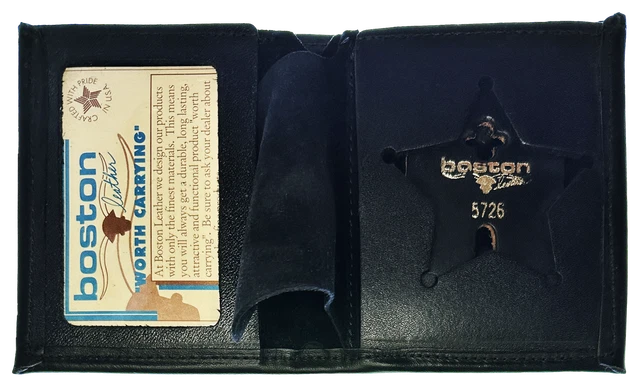 CRAFTED WITH PRIDE IN U.S.A.
boston
leather
"WORTH CARRYING"
At Boston Leather we design our products
with only the finest materials. This means
you will always get a durable, long lasting,
attractive and functional product "worth
carrying". Be sure to ask your dealer about
boston
leather
5726